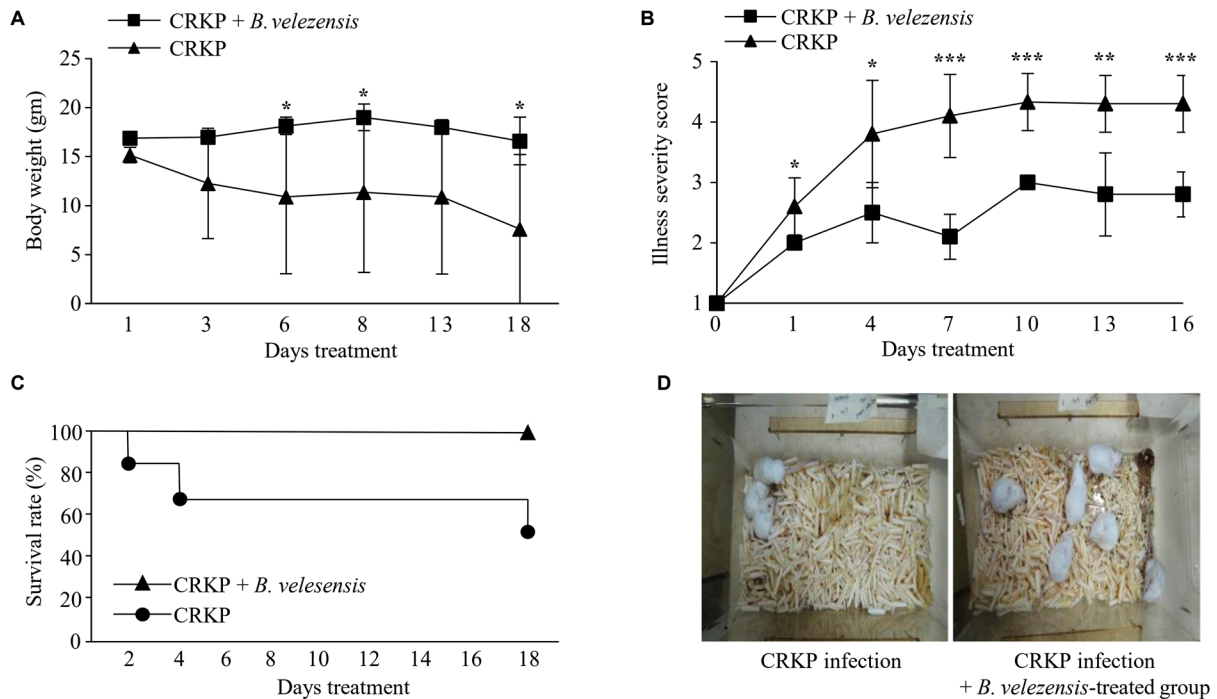 A
CRKP + B. velezensis
CRKP
Body weight (gm)
25
20
15
10
5
0
* * *
1 3 6 8 13 18
Days treatment
B
CRKP + B. velezensis
CRKP
Illness severity score
5
4
3
2
1
* * *** *** ** ***
0 1 4 7 10 13 16
Days treatment
C
Survival rate (%)
100
80
60
40
20
0
CRKP + B. velesensis
CRKP
2 4 6 8 10 12 14 16 18
Days treatment
D
CRKP infection
CRKP infection
+ B. velezensis-treated group